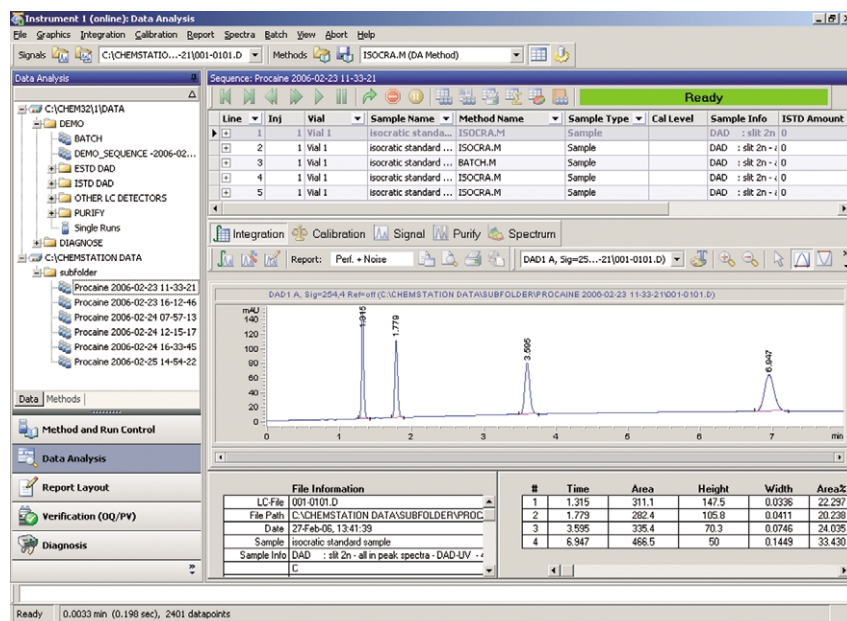 Instrument 1 (online): Data Analysis
File Graphics Integration Calibration Report Spectra Batch View Abort Help
Signals C:\CHEMSTATIO...-21\001-0101.D Methods ISOCRA.M (DA Method)
Data Analysis
Sequence: Procaine 2006-02-23 11-33-21
Ready
C:\CHEM32\1\DATA
DEMO
BATCH
DEMO_SEQUENCE -2006-02...
ESTD DAD
ISTD DAD
OTHER LC DETECTORS
PURIFY
Single Runs
DIAGNOSE
C:\CHEMSTATION DATA
subfolder
Procaine 2006-02-23 11-33-21
Procaine 2006-02-23 16-12-46
Procaine 2006-02-24 07-57-13
Procaine 2006-02-24 12-15-17
Procaine 2006-02-24 16-33-45
Procaine 2006-02-25 14-54-22
Data Methods
Method and Run Control
Data Analysis
Report Layout
Verification (OQ/PV)
Diagnosis
Line Inj Vial Sample Name Method Name Sample Type Cal Level Sample Info ISTD Amount
1 1 Vial 1 isocratic standa... ISOCRA.M Sample DAD : slit 2n 0
2 1 Vial 1 isocratic standard ... ISOCRA.M Sample DAD : slit 2n - 0
3 1 Vial 1 isocratic standard ... BATCH.M Sample DAD : slit 2n - 0
4 1 Vial 1 isocratic standard ... ISOCRA.M Sample DAD : slit 2n - 0
5 1 Vial 1 isocratic standard ... ISOCRA.M Sample DAD : slit 2n - 0
Integration Calibration Signal Purify Spectrum
Report: Perf. + Noise DAD1 A, Sig=25...-21\001-0101.D)
DAD1 A, Sig=254,4 Ref=off (C:\CHEMSTATION DATA\SUBFOLDER\PROCAINE 2006-02-23 11-33-21\001-0101.D)
mAU
140
120
100
80
60
40
20
0
1.315
1.779
3.595
6.947
0 1 2 3 4 5 6 7 min
File Information
LC-File 001-0101.D
File Path C:\CHEMSTATION DATA\SUBFOLDER\PROC
Date 27-Feb-06, 13:41:39
Sample isocratic standard sample
Sample Info DAD : slit 2n - all in peak spectra - DAD-UV -
C
# Time Area Height Width Area%
1 1.315 311.1 147.5 0.0336 22.297
2 1.779 282.4 105.8 0.0411 20.238
3 3.595 335.4 70.3 0.0746 24.035
4 6.947 466.5 50 0.1449 33.430
Ready 0.0033 min (0.198 sec), 2401 datapoints